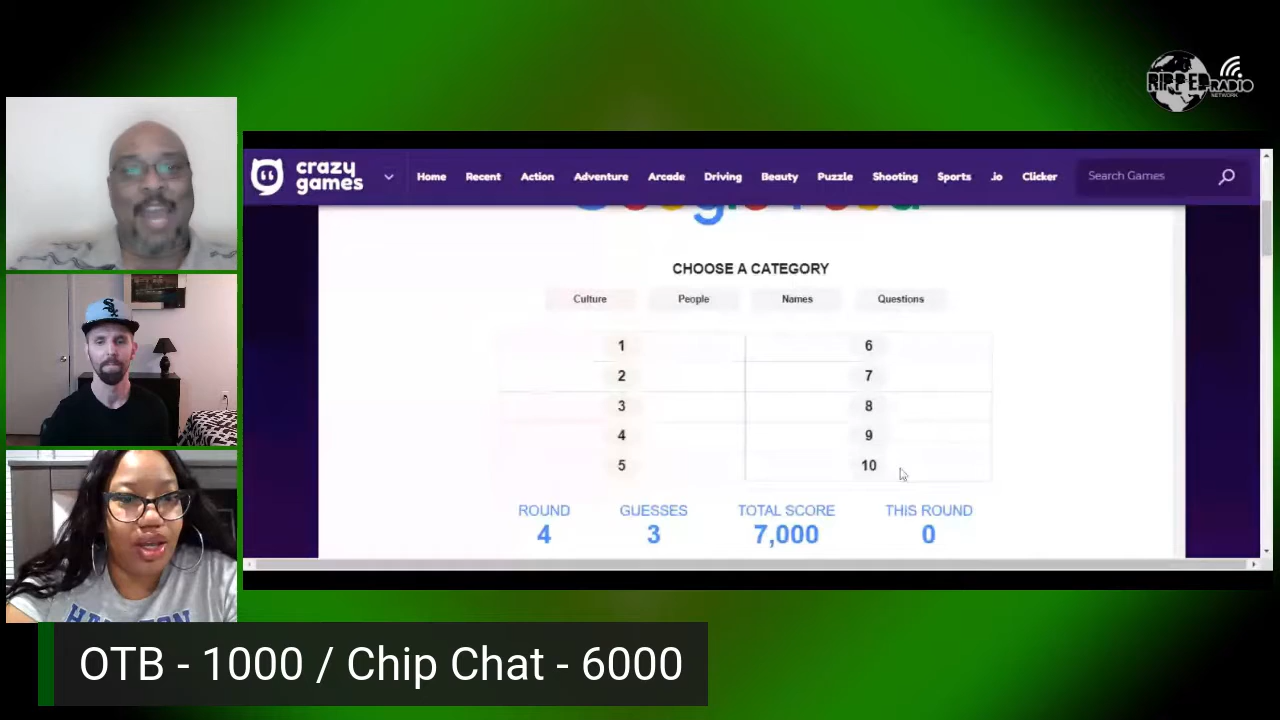 RIPPED RADIO
NETWORK
crazy games
Home Recent Action Adventure Arcade Driving Beauty Puzzle Shooting Sports .io Clicker
Search Games
CHOOSE A CATEGORY
Culture People Names Questions
1 6
2 7
3 8
4 9
5 10
ROUND GUESSES TOTAL SCORE THIS ROUND
4 3 7,000 0
OTB - 1000 / Chip Chat - 6000